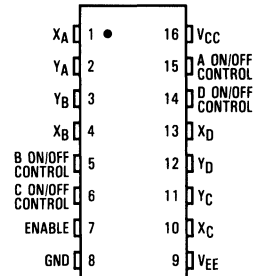 XA 1 16 VCC
YA 2 15 A ON/OFF CONTROL
YB 3 14 D ON/OFF CONTROL
XB 4 13 XD
B ON/OFF CONTROL 5 12 YD
C ON/OFF CONTROL 6 11 YC
ENABLE 7 10 XC
GND 8 9 VEE